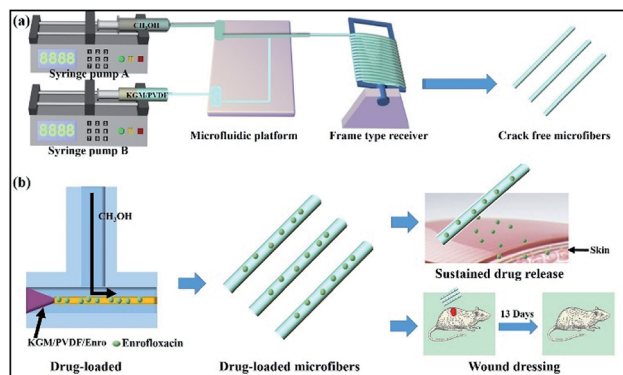 (a)
CH₃OH
8888
Syringe pump A
KGM/PVDF
8888
Syringe pump B
Microfluidic platform
Frame type receiver
Crack free microfibers
(b)
CH₃OH
KGM/PVDF/Enro
Enrofloxacin
Drug-loaded
Drug-loaded microfibers
Skin
Sustained drug release
13 Days
Wound dressing